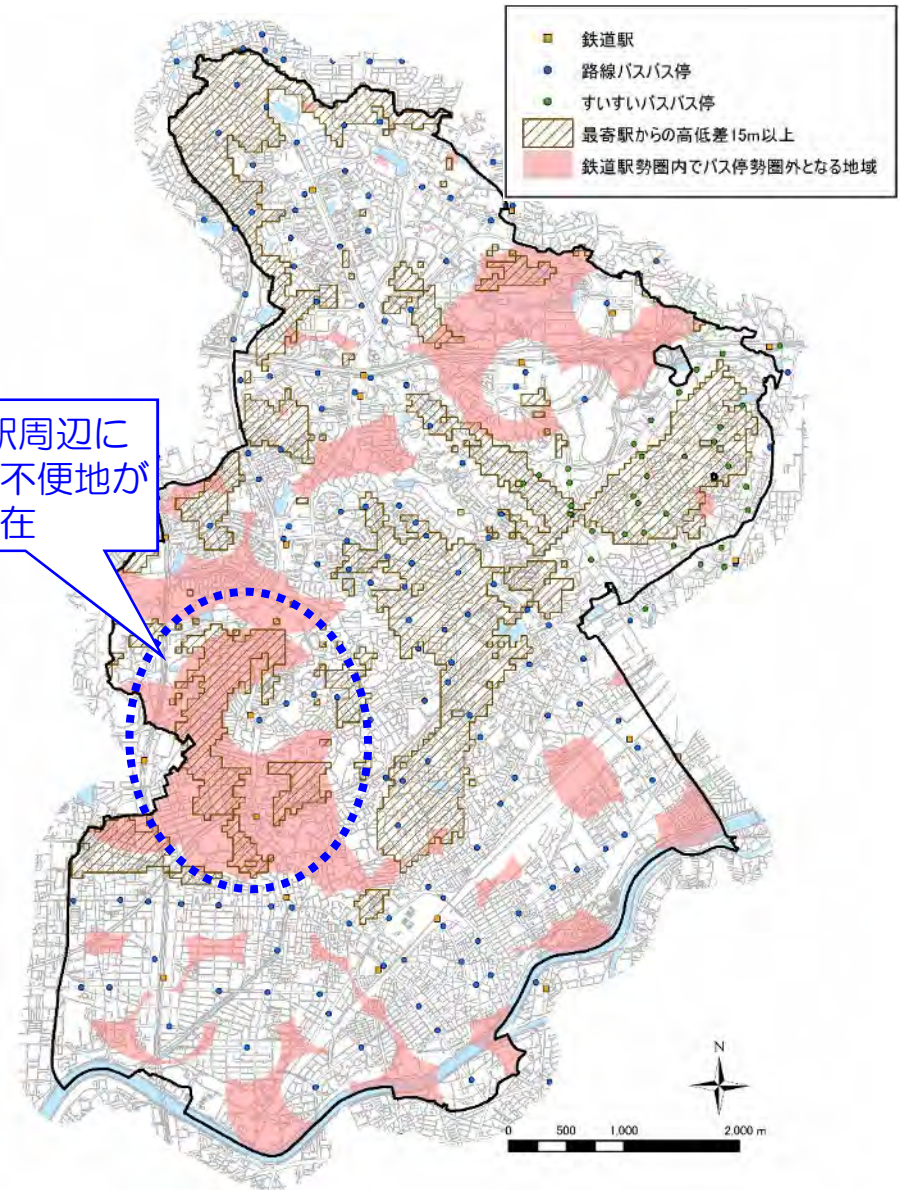 鉄道駅
路線バスバス停
すいすいバスバス停
最寄駅からの高低差15m以上
鉄道駅勢圏内でバス停勢圏外となる地域
駅周辺に
不便地が
在
N
0 500 1,000 2,000 m